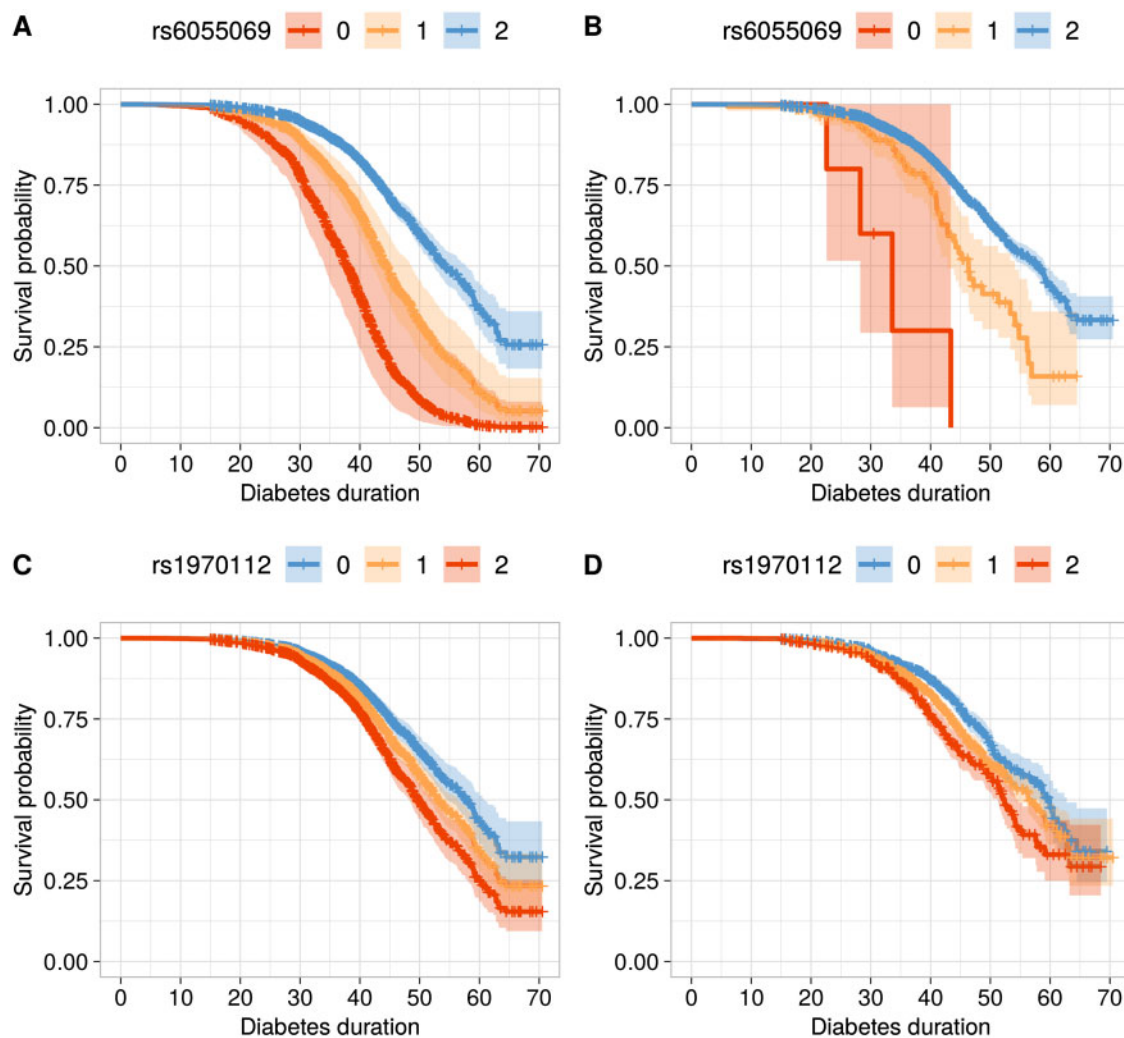 A rs6055069 0 1 2
B rs6055069 0 1 2
1.00
0.75
0.50
0.25
0.00
Survival probability
0 10 20 30 40 50 60 70
Diabetes duration
1.00
0.75
0.50
0.25
0.00
Survival probability
0 10 20 30 40 50 60 70
Diabetes duration
C rs1970112 0 1 2
D rs1970112 0 1 2
1.00
0.75
0.50
0.25
0.00
Survival probability
0 10 20 30 40 50 60 70
Diabetes duration
1.00
0.75
0.50
0.25
0.00
Survival probability
0 10 20 30 40 50 60 70
Diabetes duration